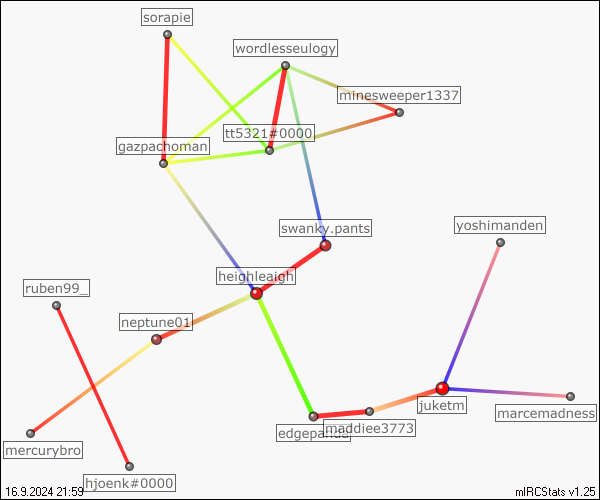 sorapie
wordlesseulogy
minesweeper1337
tt5321#0000
gazpachoman
yoshimanden
swanky.pants
heighleaigh
ruben99_
neptune01
juketm
marcemadness
edgepanda
maddiee3773
mercurybro
hjoenk#0000
16.9.2024 21:59
mIRCStats v1.25